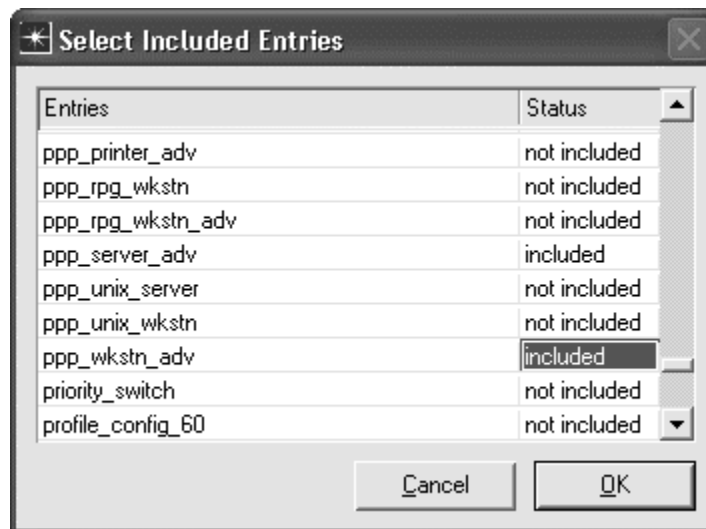 Select Included Entries
Entries Status
ppp_printer_adv not included
ppp_rpg_wkstn not included
ppp_rpg_wkstn_adv not included
ppp_server_adv included
ppp_unix_server not included
ppp_unix_wkstn not included
ppp_wkstn_adv included
priority_switch not included
profile_config_60 not included
Cancel OK